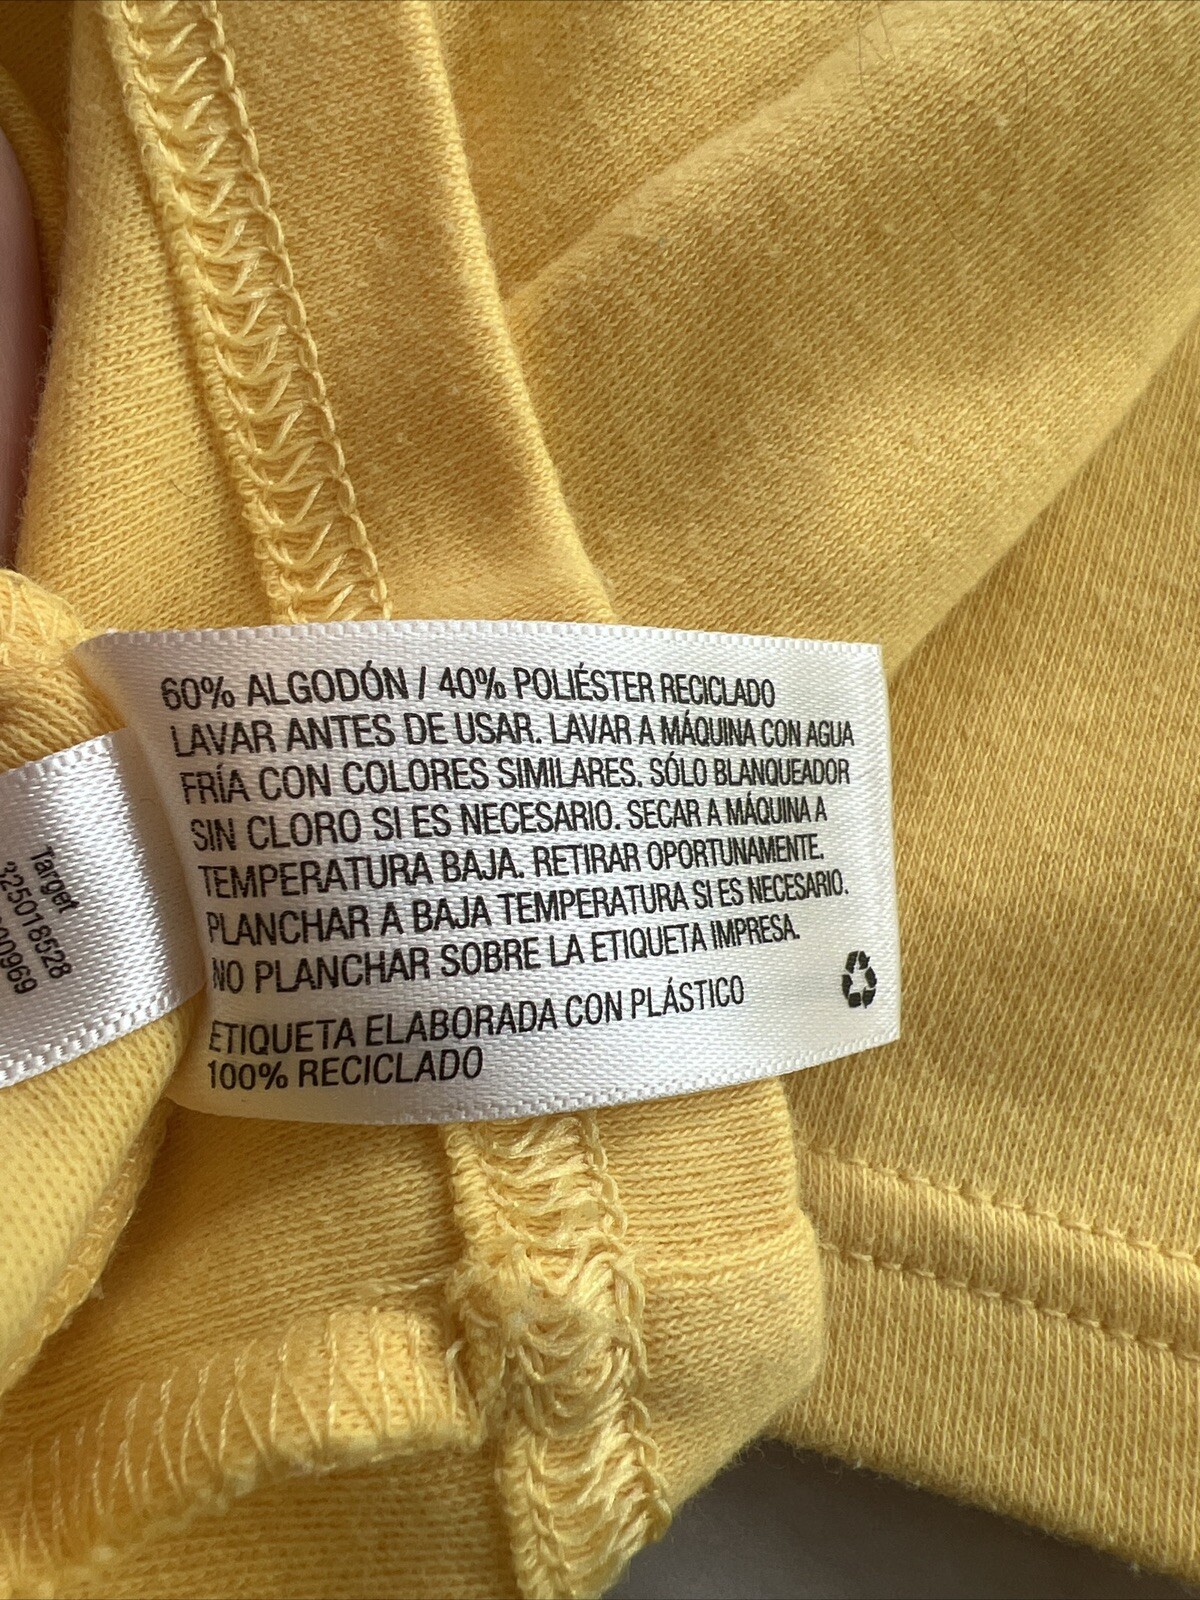 60% ALGODÓN / 40% POLIÉSTER RECICLADO
LAVAR ANTES DE USAR. LAVAR A MÁQUINA CON AGUA
FRÍA CON COLORES SIMILARES. SÓLO BLANQUEADOR
SIN CLORO SI ES NECESARIO. SECAR A MÁQUINA A
TEMPERATURA BAJA. RETIRAR OPORTUNAMENTE.
PLANCHAR A BAJA TEMPERATURA SI ES NECESARIO.
NO PLANCHAR SOBRE LA ETIQUETA IMPRESA.
ETIQUETA ELABORADA CON PLÁSTICO
100% RECICLADO
Target
325018528